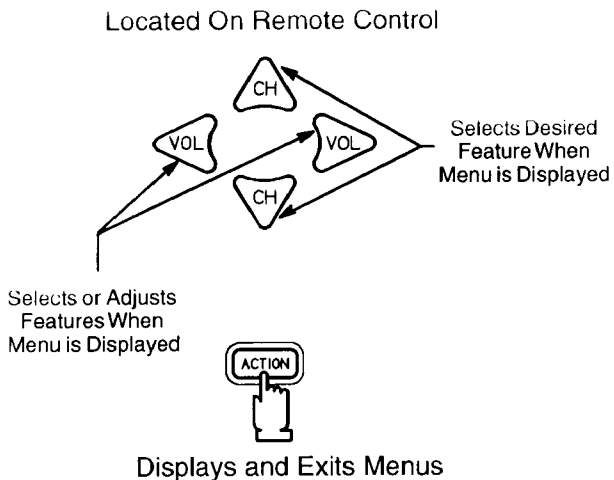 Located On Remote Control
CH
VOL
VOL
CH
Selects Desired
Feature When
Menu is Displayed
Selects or Adjusts
Features When
Menu is Displayed
ACTION
Displays and Exits Menus